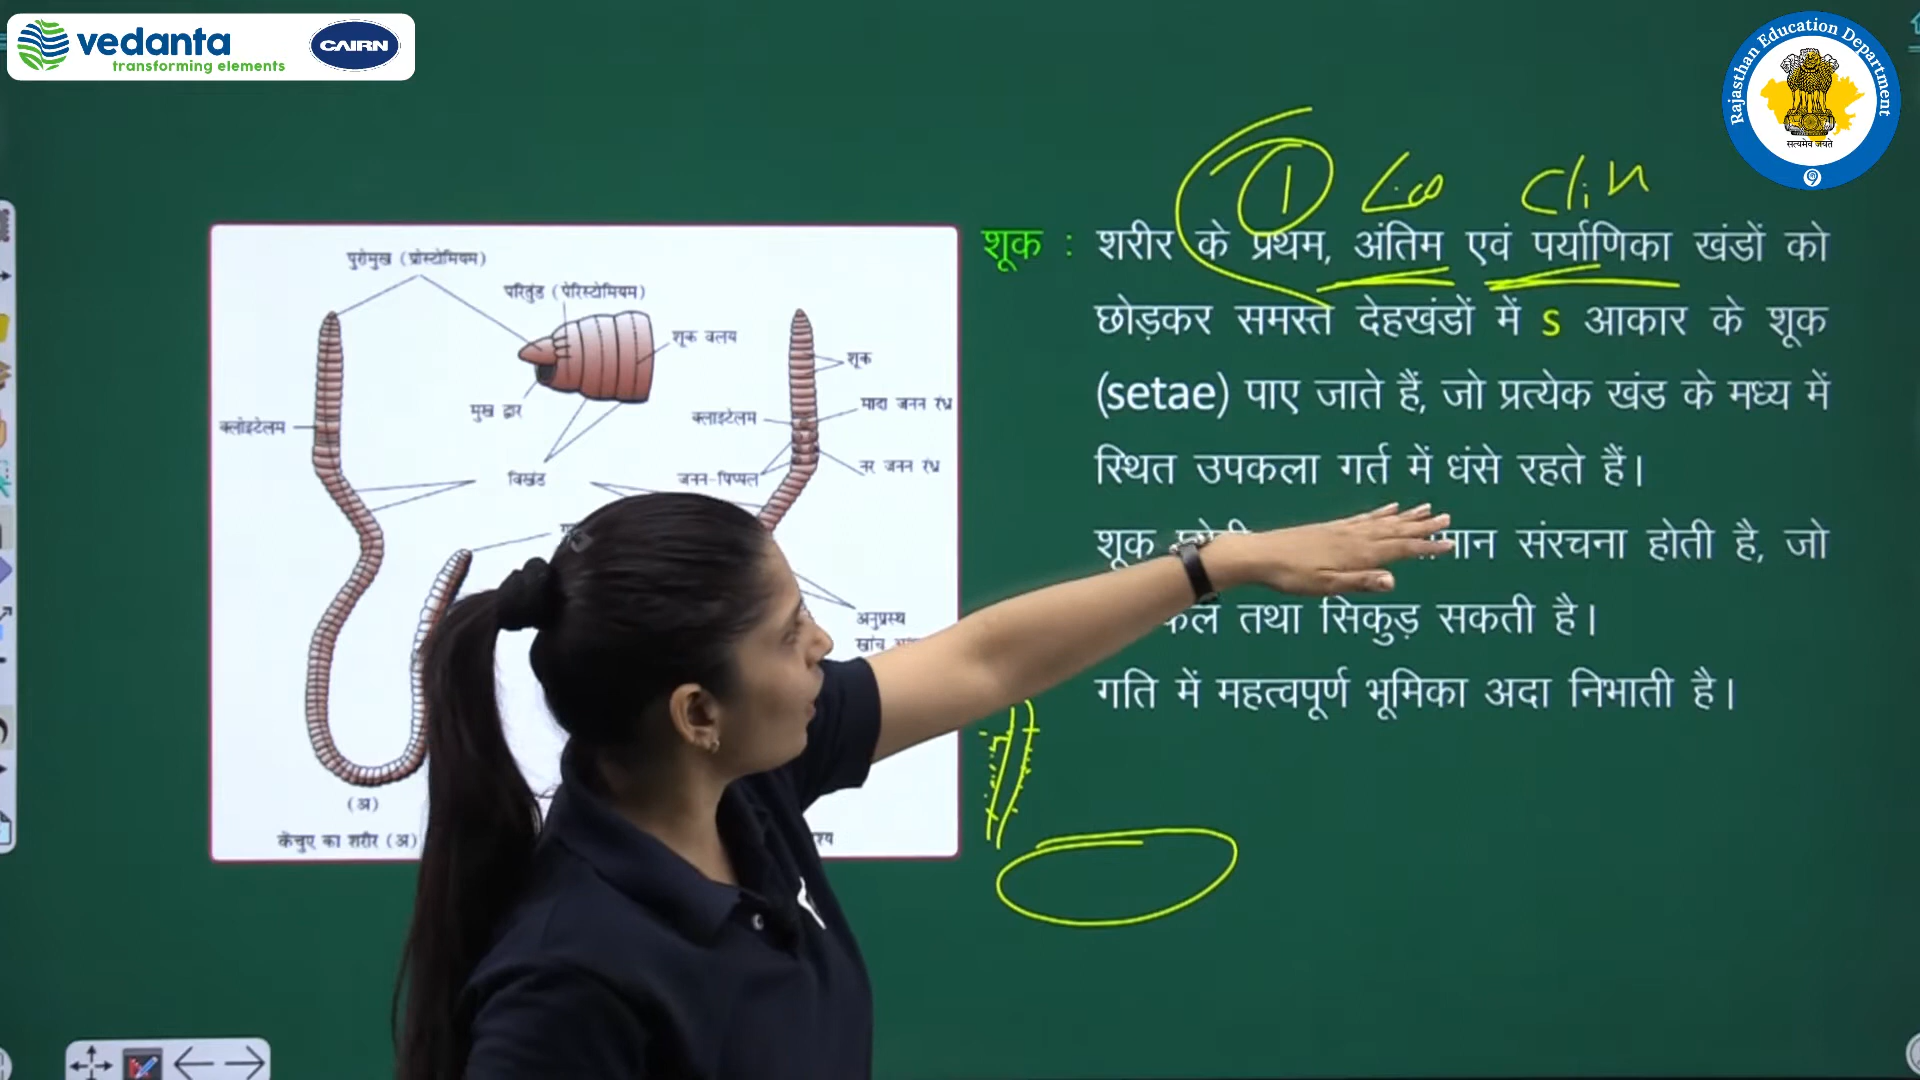 vedanta
transforming elements
CAIRN
Rajasthan Education Department
सत्यमेव जयते
पुरोमुख (प्रोस्टोमियम)
परितुंड (पेरिस्टोमियम)
शूक वलय
शूक
मुख द्वार
मादा जनन रंध्र
क्लाइटेलम
क्लाइटेलम
नर जनन रंध्र
जनन-पिप्पल
विखंड
अनुप्रस्थ
खांच
(अ)
केंचुए का शरीर (अ)
1
शूक : शरीर के प्रथम, अंतिम एवं पर्याणिका खंडों को
छोड़कर समस्त देहखंडों में S आकार के शूक
(setae) पाए जाते हैं, जो प्रत्येक खंड के मध्य में
स्थित उपकला गर्त में धंसे रहते हैं।
शूक संरचना होती है, जो
तथा सिकुड़ सकती है।
गति में महत्वपूर्ण भूमिका अदा निभाती है।